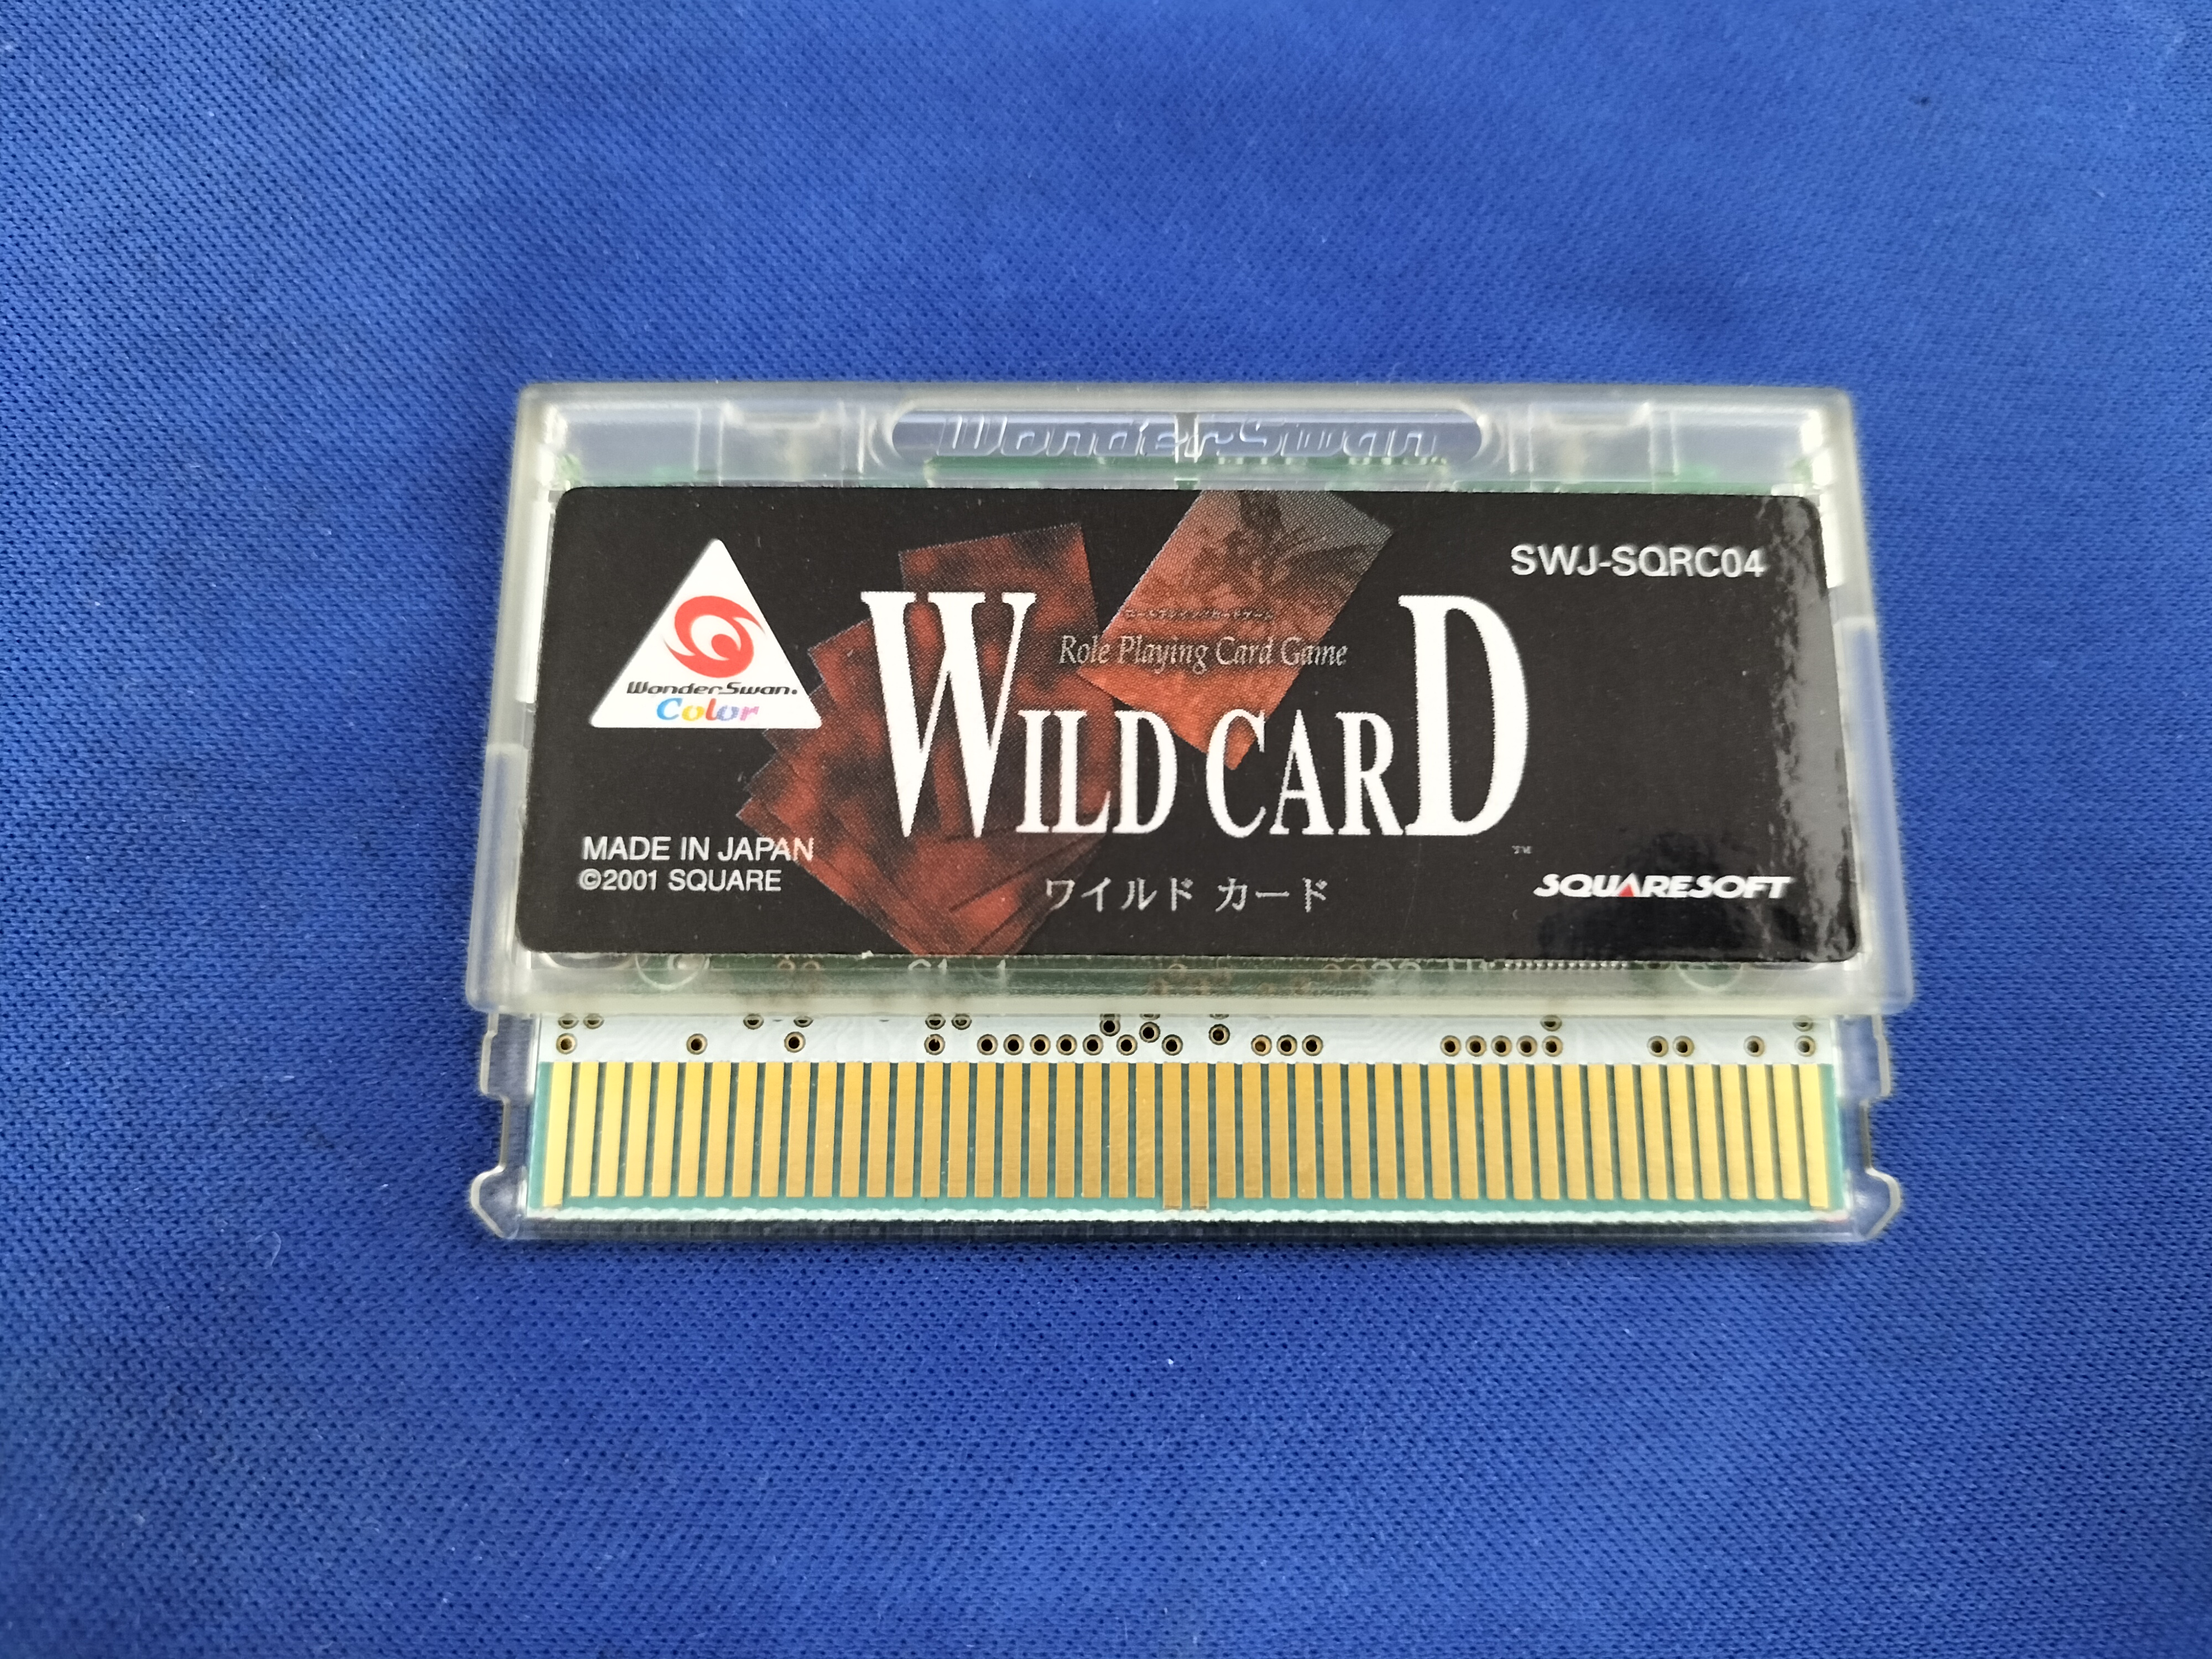 WonderSwan
SWJ-SQRC04
WonderSwan
Color
Role Playing Card Game
WILD CARD
TM
MADE IN JAPAN
©2001 SQUARE
ワイルド カード
SQUARESOFT